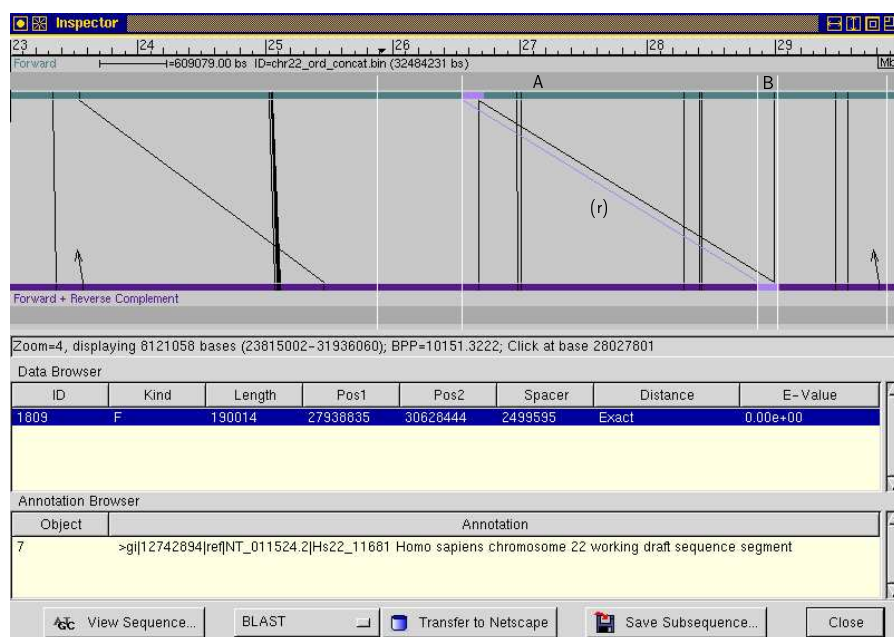 Inspector
23 24 25 26 27 28 29
Forward =609079.00 bs ID=chr22_ord_concat.bin (32484231 bs) Mb
A B
(r)
Forward + Reverse Complement
Zoom=4, displaying 8121058 bases (23815002-31936060); BPP=10151.3222; Click at base 28027801
Data Browser
ID Kind Length Pos1 Pos2 Spacer Distance E-Value
1809 F 190014 27938835 30628444 2499595 Exact 0.00e+00
Annotation Browser
Object Annotation
7 >gi|12742894|ref|NT_011524.2|Hs22_11681 Homo sapiens chromosome 22 working draft sequence segment
View Sequence... BLAST Transfer to Netscape Save Subsequence... Close